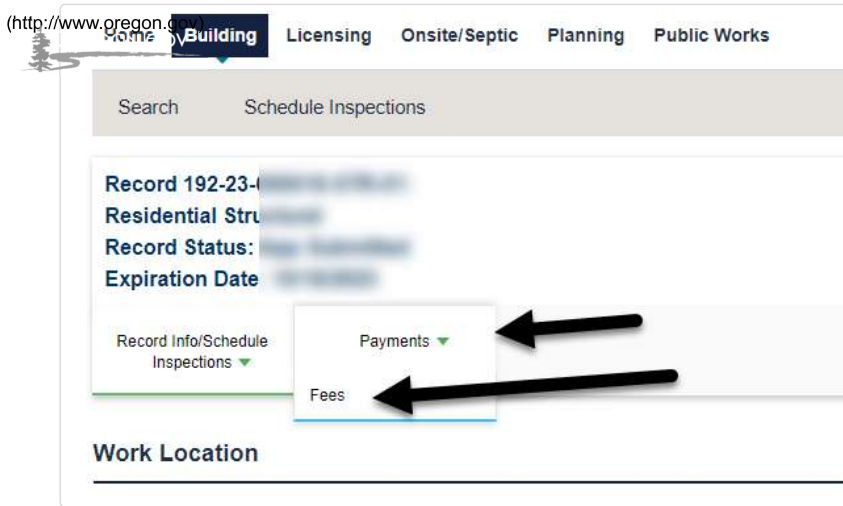 (http://www.oregon.gov)
Home Building Licensing Onsite/Septic Planning Public Works
Search Schedule Inspections
Record 192-23-
Residential Stru
Record Status:
Expiration Date
Record Info/Schedule
Inspections
Payments
Fees
Work Location